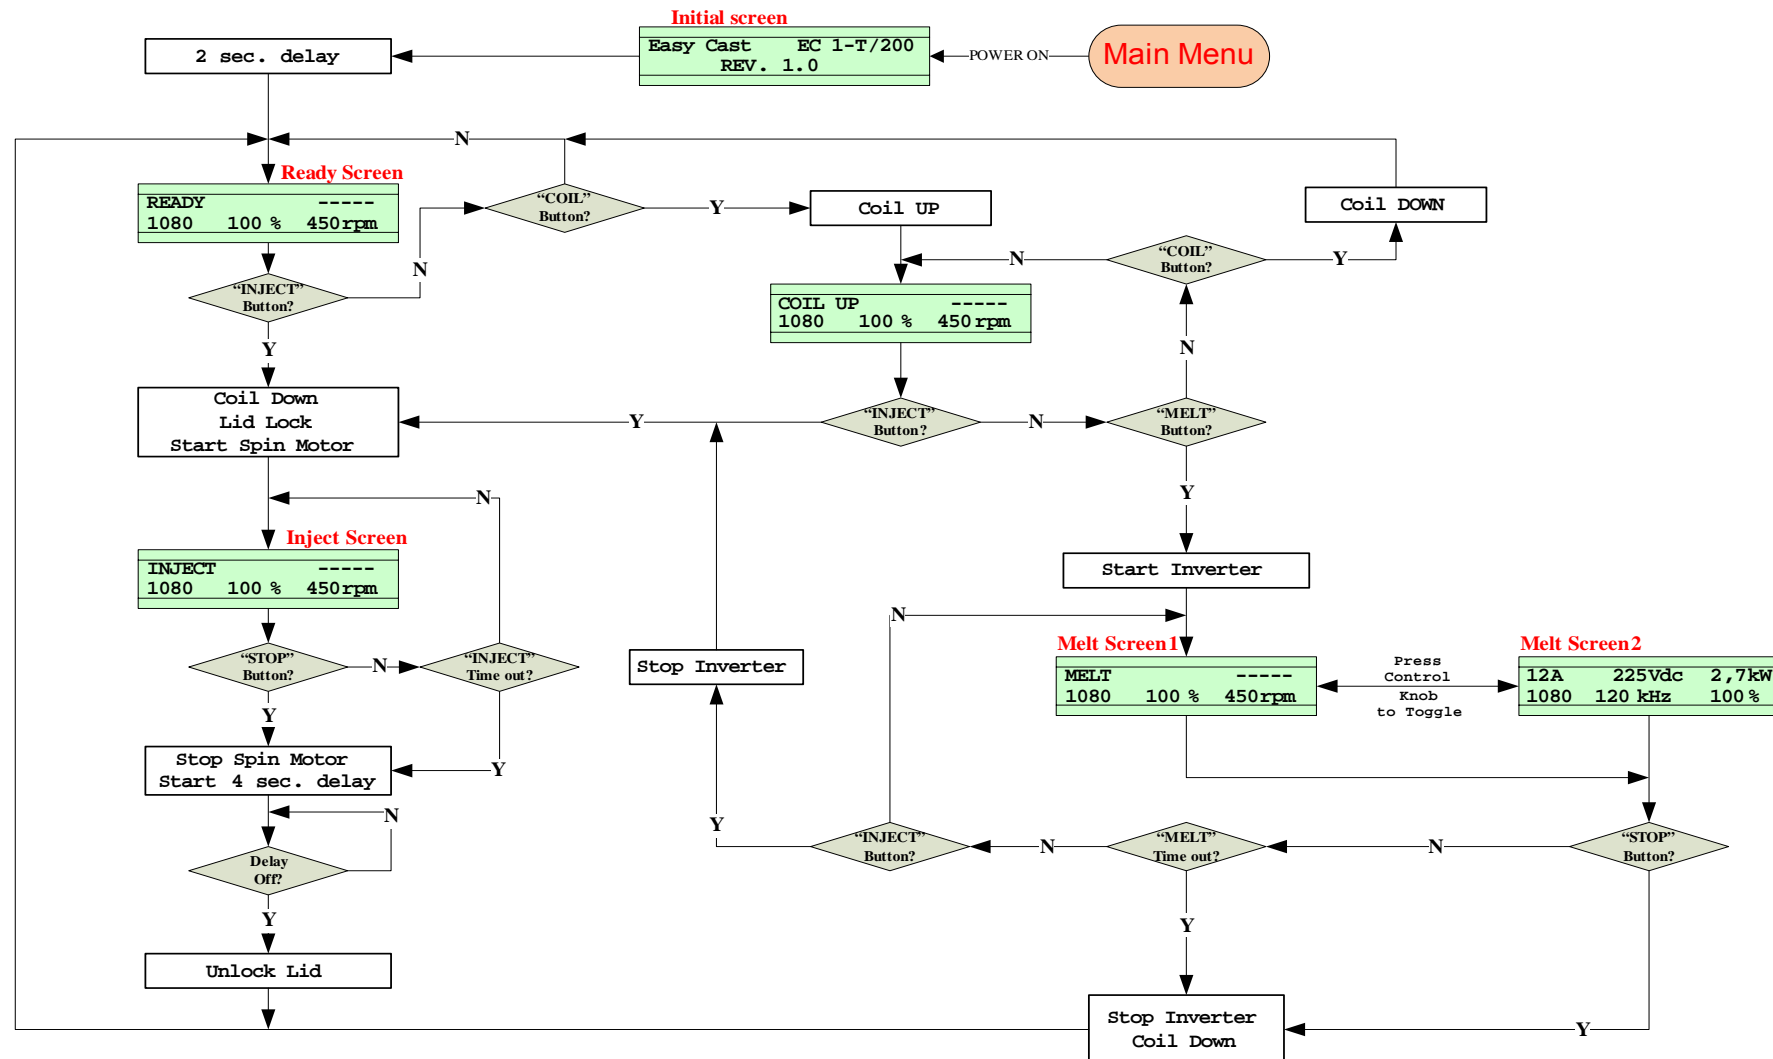 Initial screen
2 sec. delay
Easy Cast EC 1-T/200
REV. 1.0
POWER ON
Main Menu
N
Ready Screen
READY -----
1080 100 % 450rpm
"COIL"
Button?
Y
Coil UP
Coil DOWN
N
"INJECT"
Button?
Y
COIL UP -----
1080 100 % 450rpm
N
"COIL"
Button?
Y
N
Coil Down
Lid Lock
Start Spin Motor
Y
"INJECT"
Button?
N
"MELT"
Button?
Y
N
Inject Screen
INJECT -----
1080 100 % 450rpm
Start Inverter
N
"STOP"
Button?
N
"INJECT"
Time out?
Y
Y
Stop Inverter
Melt Screen1
MELT -----
1080 100 % 450rpm
Press
Control
Knob
to Toggle
Melt Screen2
12A 225Vdc 2,7kW
1080 120 kHz 100 %
Stop Spin Motor
Start 4 sec. delay
N
Delay
Off?
Y
Y
"INJECT"
Button?
N
"MELT"
Time out?
N
"STOP"
Button?
Y
Unlock Lid
Stop Inverter
Coil Down
Y